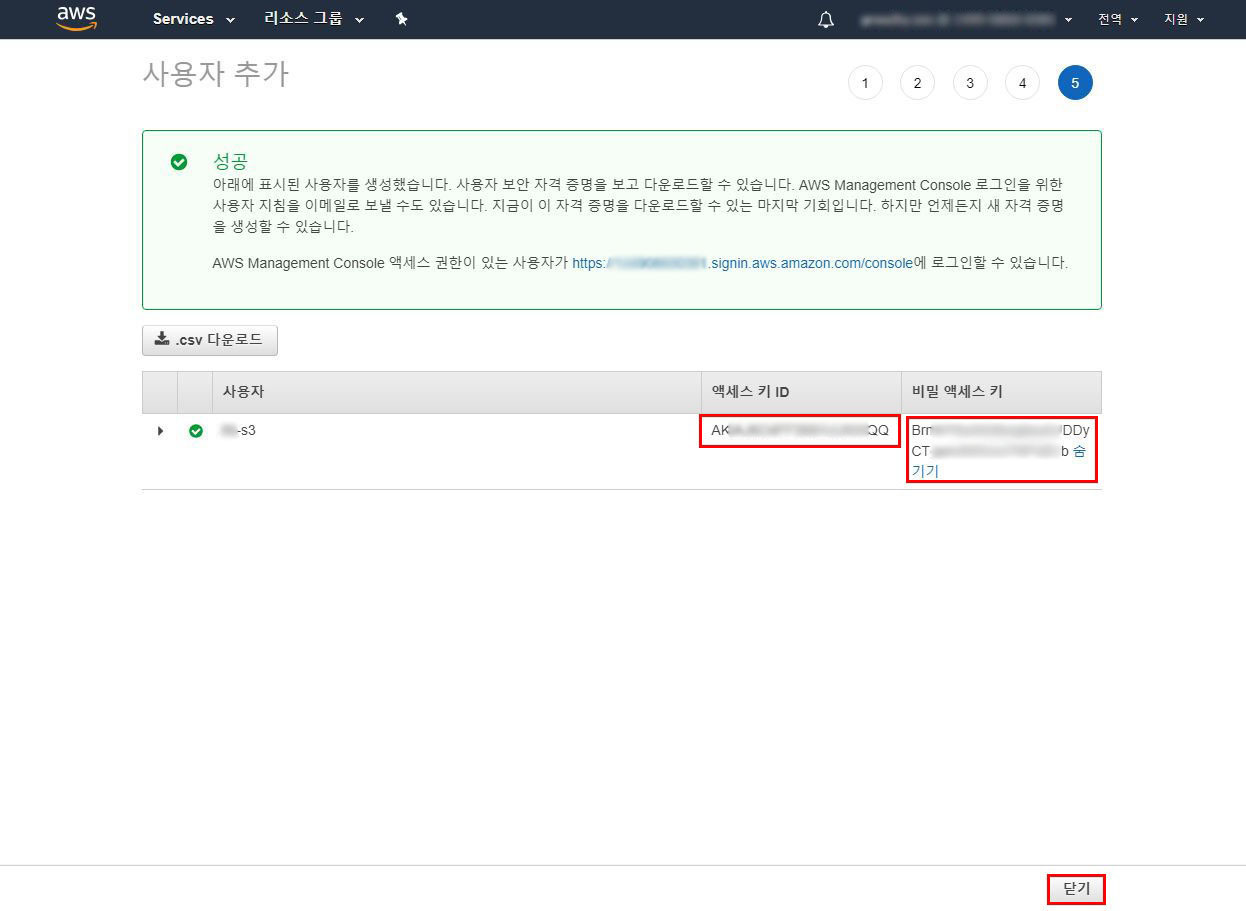 aws Services 리소스 그룹 전역 지원
사용자 추가
1 2 3 4 5
성공
아래에 표시된 사용자를 생성했습니다. 사용자 보안 자격 증명을 보고 다운로드할 수 있습니다. AWS Management Console 로그인을 위한
사용자 지침을 이메일로 보낼 수도 있습니다. 지금이 이 자격 증명을 다운로드할 수 있는 마지막 기회입니다. 하지만 언제든지 새 자격 증명
을 생성할 수 있습니다.
AWS Management Console 액세스 권한이 있는 사용자가 https:/ .signin.aws.amazon.com/console에 로그인할 수 있습니다.
.csv 다운로드
사용자 액세스 키 ID 비밀 액세스 키
-s3 AK QQ Brn DDy
CT b 숨
기기
닫기